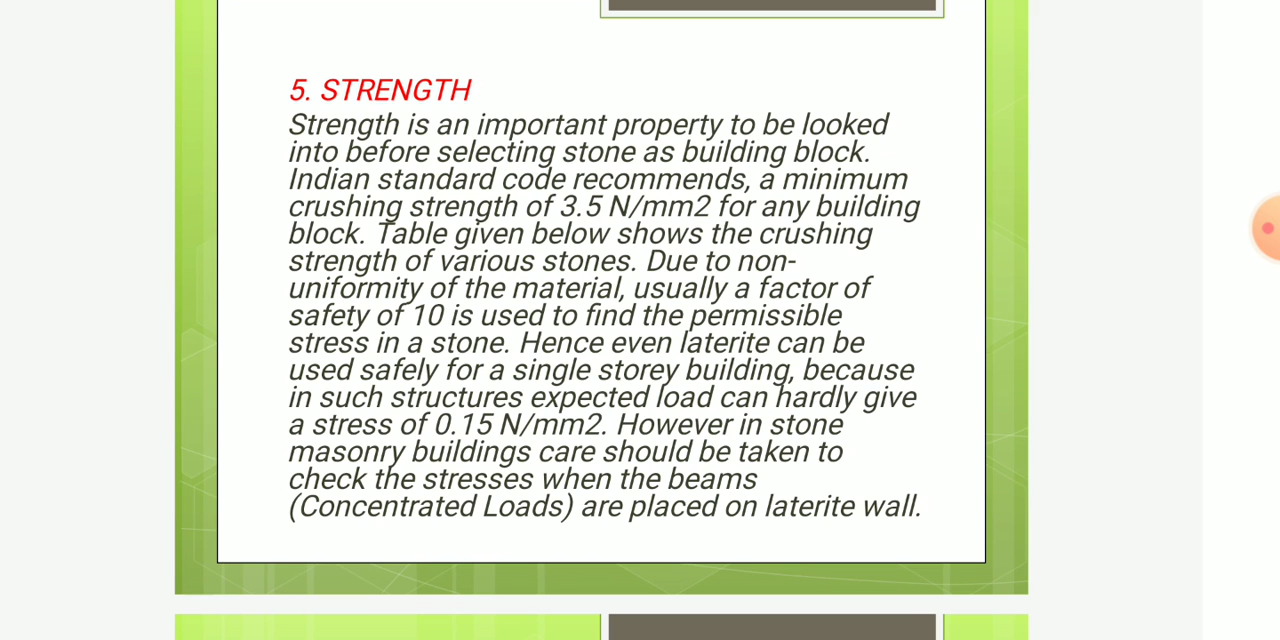 5. STRENGTH
Strength is an important property to be looked
into before selecting stone as building block.
Indian standard code recommends, a minimum
crushing strength of 3.5 N/mm2 for any building
block. Table given below shows the crushing
strength of various stones. Due to non-
uniformity of the material, usually a factor of
safety of 10 is used to find the permissible
stress in a stone. Hence even laterite can be
used safely for a single storey building, because
in such structures expected load can hardly give
a stress of 0.15 N/mm2. However in stone
masonry buildings care should be taken to
check the stresses when the beams
(Concentrated Loads) are placed on laterite wall.